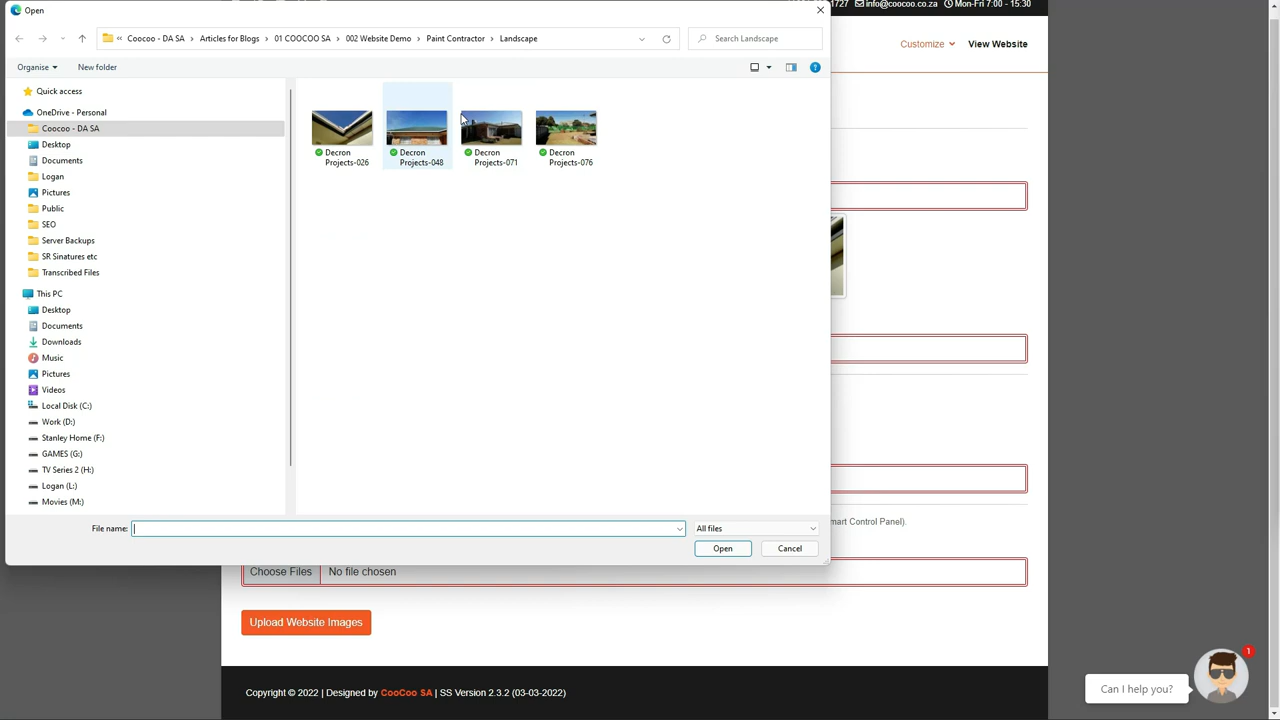 Open
1727 info@coocoo.co.za Mon-Fri 7:00 - 15:30
« Coocoo - DA SA > Articles for Blogs > 01 COOCOO SA > 002 Website Demo > Paint Contractor > Landscape
Search Landscape
Customize View Website
Organise New folder
Quick access
OneDrive - Personal
Coocoo - DA SA
Desktop
Documents
Logan
Pictures
Public
SEO
Server Backups
SR Sinatures etc
Transcribed Files
This PC
Desktop
Documents
Downloads
Music
Pictures
Videos
Local Disk (C:)
Work (D:)
Stanley Home (F:)
GAMES (G:)
TV Series 2 (H:)
Logan (L:)
Movies (M:)
Decron Projects-026
Decron Projects-048
Decron Projects-071
Decron Projects-076
File name: All files
Open Cancel
mart Control Panel).
Choose Files No file chosen
Upload Website Images
Copyright © 2022 | Designed by CooCoo SA | SS Version 2.3.2 (03-03-2022)
Can I help you?
1